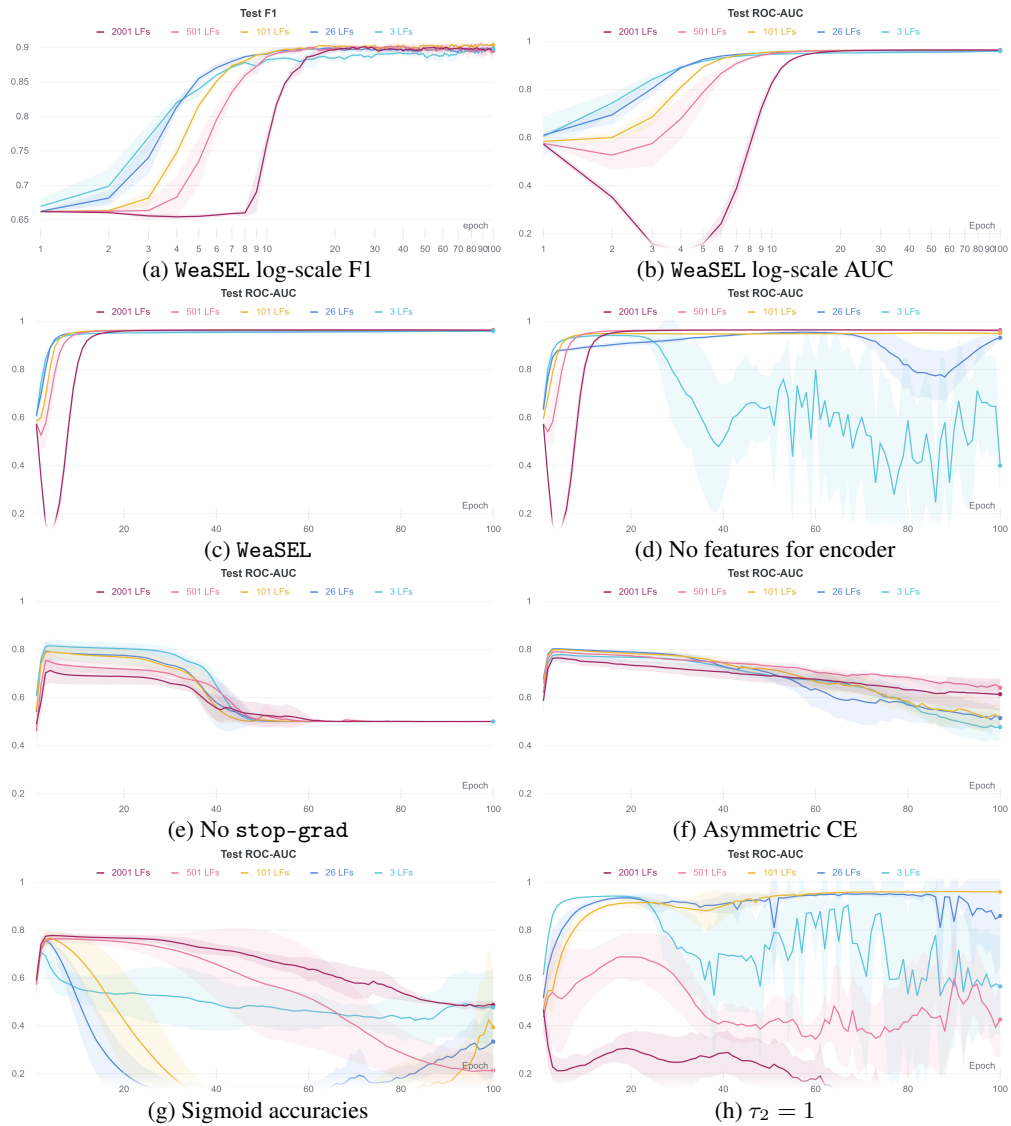 Test F1
2001 LFs 501 LFs 101 LFs 26 LFs 3 LFs
0.9
0.85
0.8
0.75
0.7
0.65
epoch
1 2 3 4 5 6 7 8 9 10 20 30 40 50 60 70 80 90 100
(a) WeaSEL log-scale F1
Test ROC-AUC
2001 LFs 501 LFs 101 LFs 26 LFs 3 LFs
1
0.8
0.6
0.4
0.2
epoch
1 2 3 4 5 6 7 8 9 10 20 30 40 50 60 70 80 90 100
(b) WeaSEL log-scale AUC
Test ROC-AUC
2001 LFs 501 LFs 101 LFs 26 LFs 3 LFs
1
0.8
0.6
0.4
0.2
Epoch
20 40 60 80 100
(c) WeaSEL
Test ROC-AUC
2001 LFs 501 LFs 101 LFs 26 LFs 3 LFs
1
0.8
0.6
0.4
0.2
Epoch
20 40 60 80 100
(d) No features for encoder
Test ROC-AUC
2001 LFs 501 LFs 101 LFs 26 LFs 3 LFs
1
0.8
0.6
0.4
0.2
Epoch
20 40 60 80 100
(e) No stop-grad
Test ROC-AUC
2001 LFs 501 LFs 101 LFs 26 LFs 3 LFs
1
0.8
0.6
0.4
0.2
Epoch
20 40 60 80 100
(f) Asymmetric CE
Test ROC-AUC
2001 LFs 501 LFs 101 LFs 26 LFs 3 LFs
1
0.8
0.6
0.4
0.2
Epoch
20 40 60 80 100
(g) Sigmoid accuracies
Test ROC-AUC
2001 LFs 501 LFs 101 LFs 26 LFs 3 LFs
1
0.8
0.6
0.4
0.2
Epoch
20 40 60 80 100
(h) τ₂ = 1